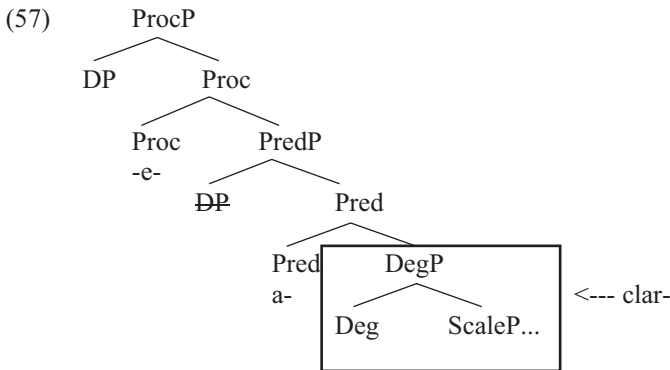 (57) ProcP
DP Proc
Proc PredP
-e- DP Pred
Pred DegP
a- <--- clar-
Deg ScaleP...